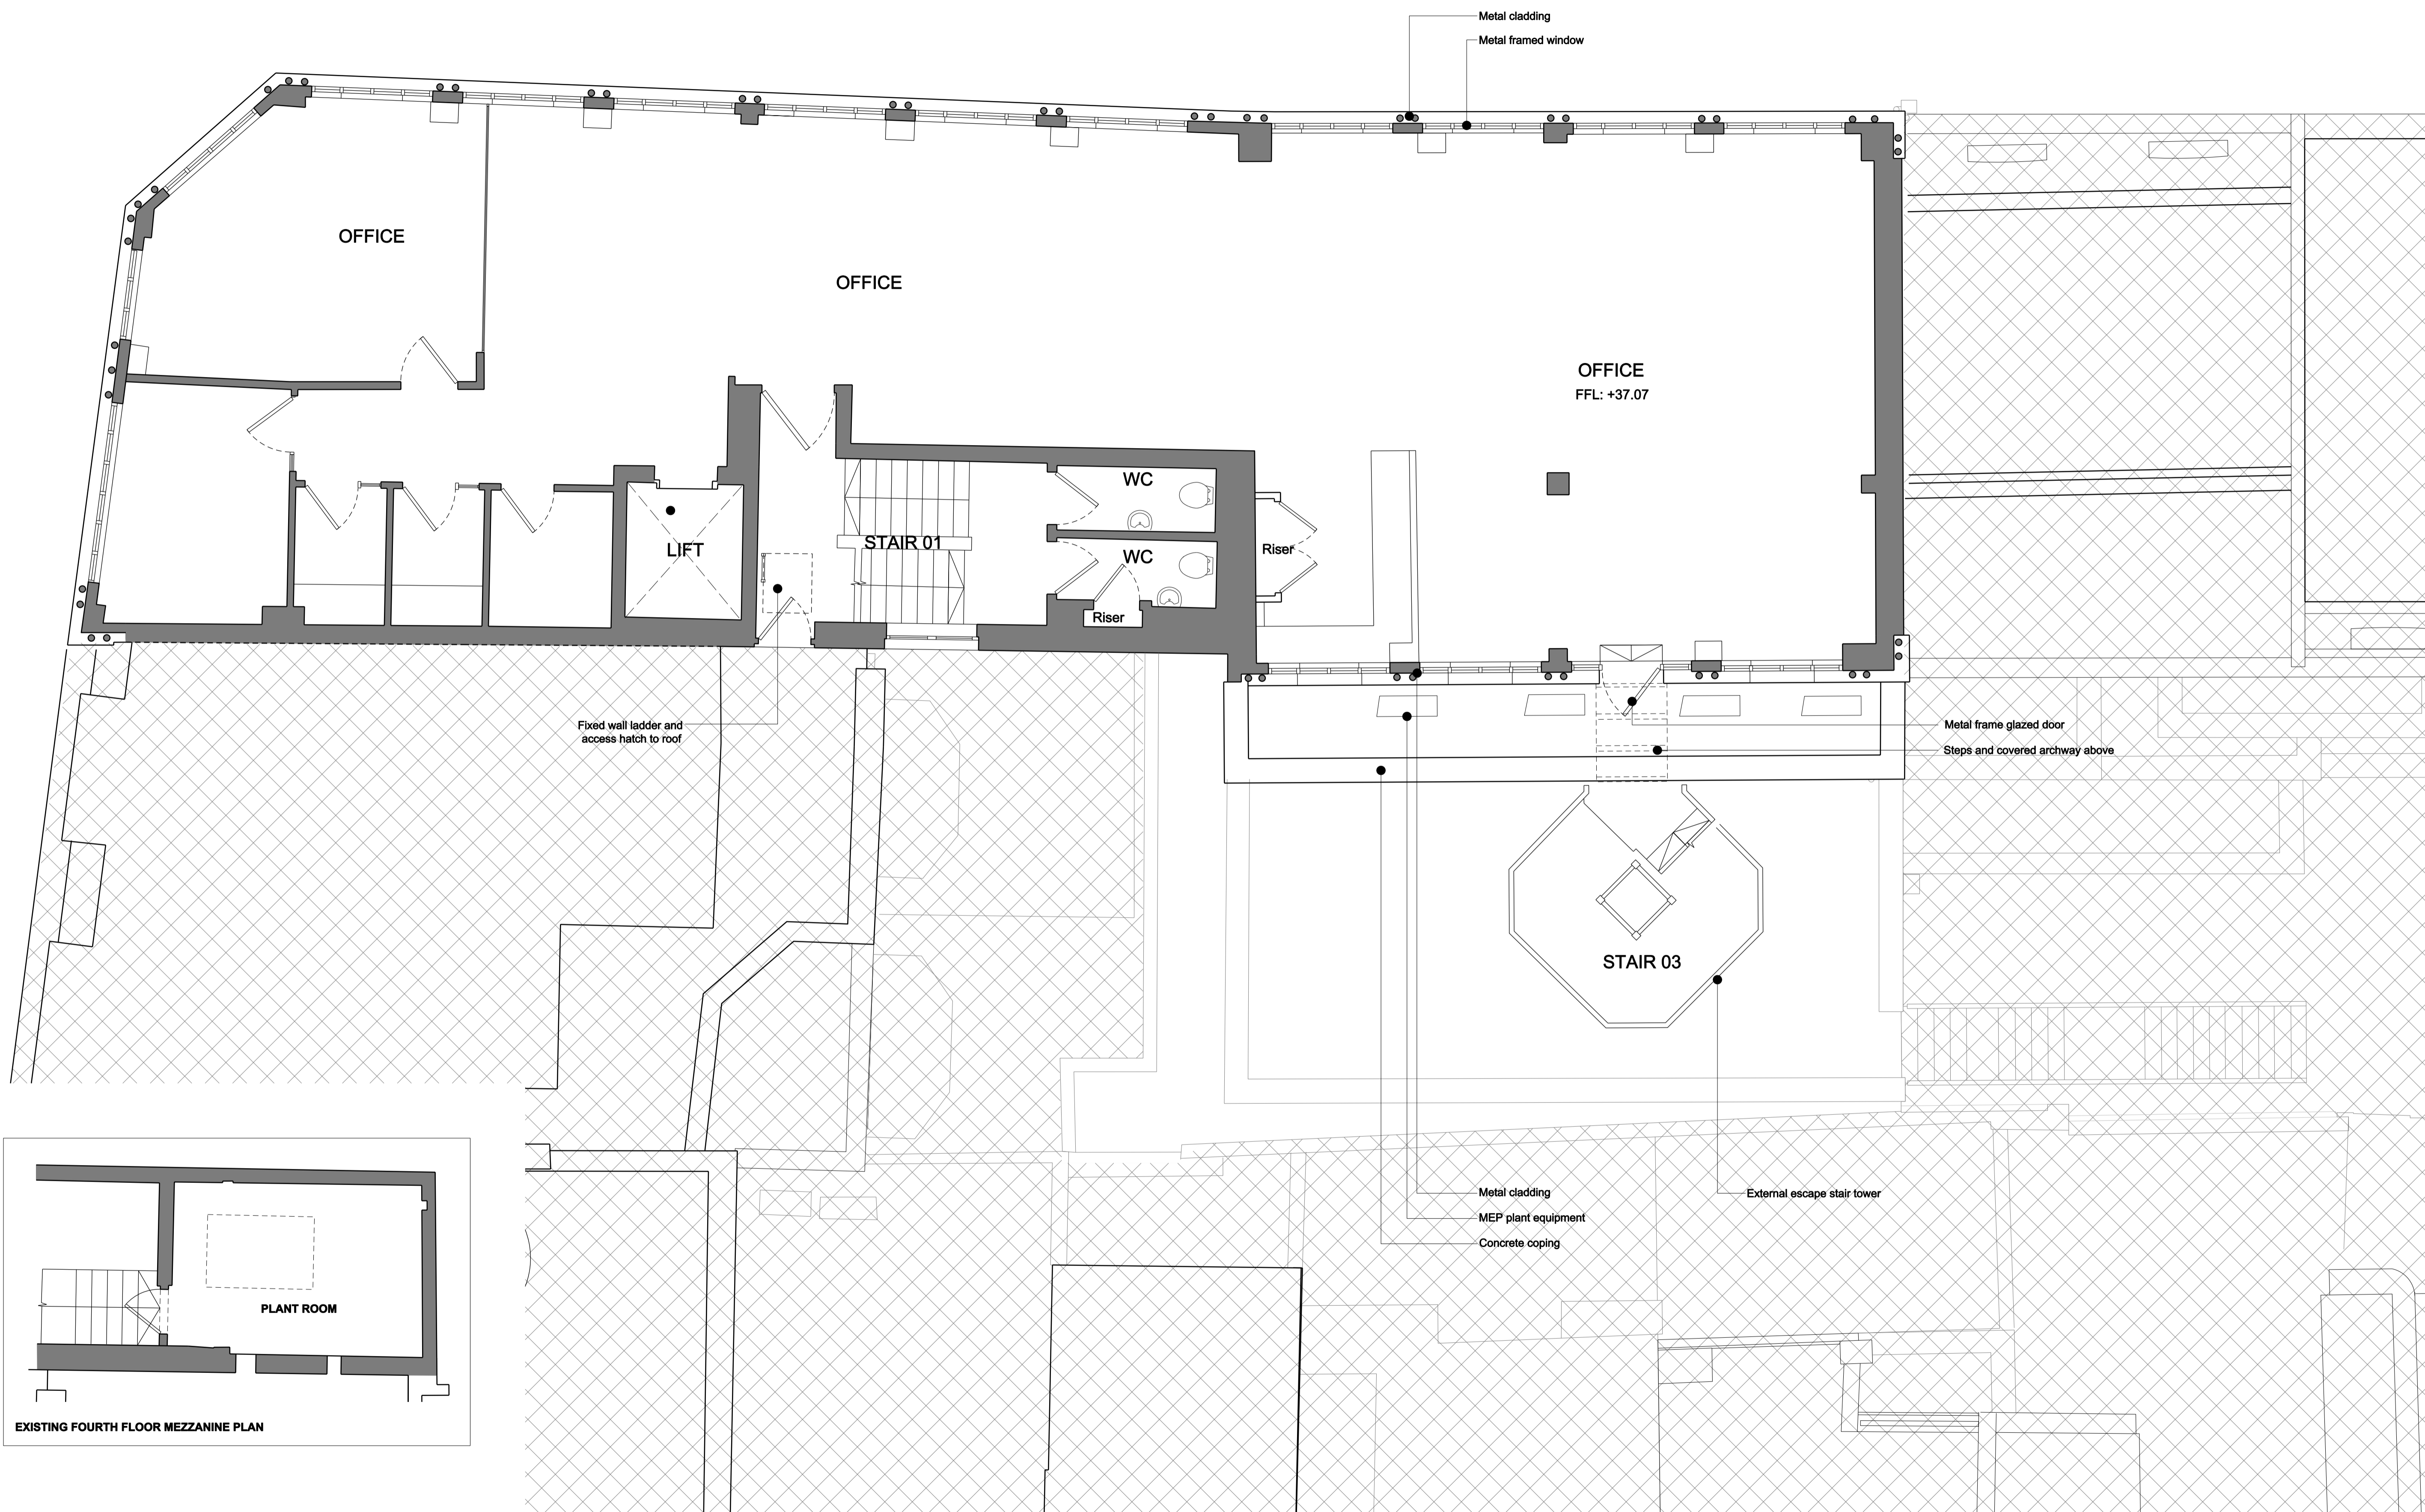 Metal cladding
Metal framed window
OFFICE
OFFICE
OFFICE
FFL: +37.07
WC
LIFT
STAIR 01
WC
Riser
Riser
Fixed wall ladder and
access hatch to roof
Metal frame glazed door
Steps and covered archway above
STAIR 03
Metal cladding
MEP plant equipment
Concrete coping
External escape stair tower
PLANT ROOM
EXISTING FOURTH FLOOR MEZZANINE PLAN